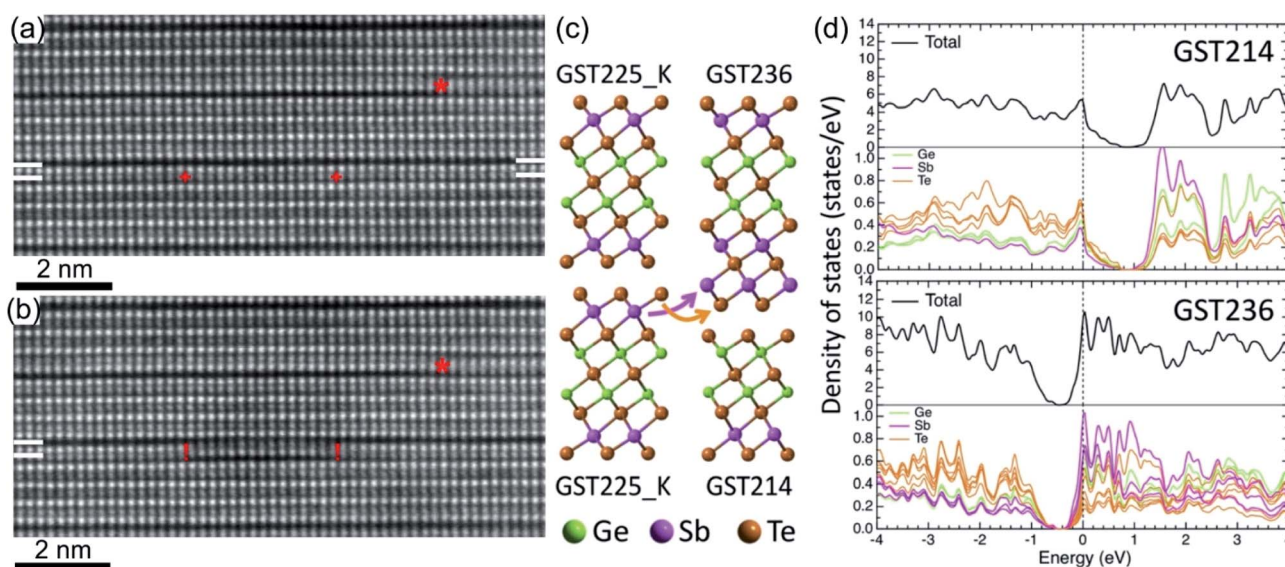 (a)
*
+ +
2 nm
(b)
*
! !
2 nm
(c)
GST225_K GST236
GST225_K GST214
Ge Sb Te
(d)
Density of states (states/eV)
14
12
10
8
6
4
2
0
Total
GST214
1.0
0.8
0.6
0.4
0.2
0.0
Ge
Sb
Te
14
12
10
8
6
4
2
0
Total
GST236
1.0
0.8
0.6
0.4
0.2
0.0
Ge
Sb
Te
-4 -3 -2 -1 0 1 2 3 4
Energy (eV)